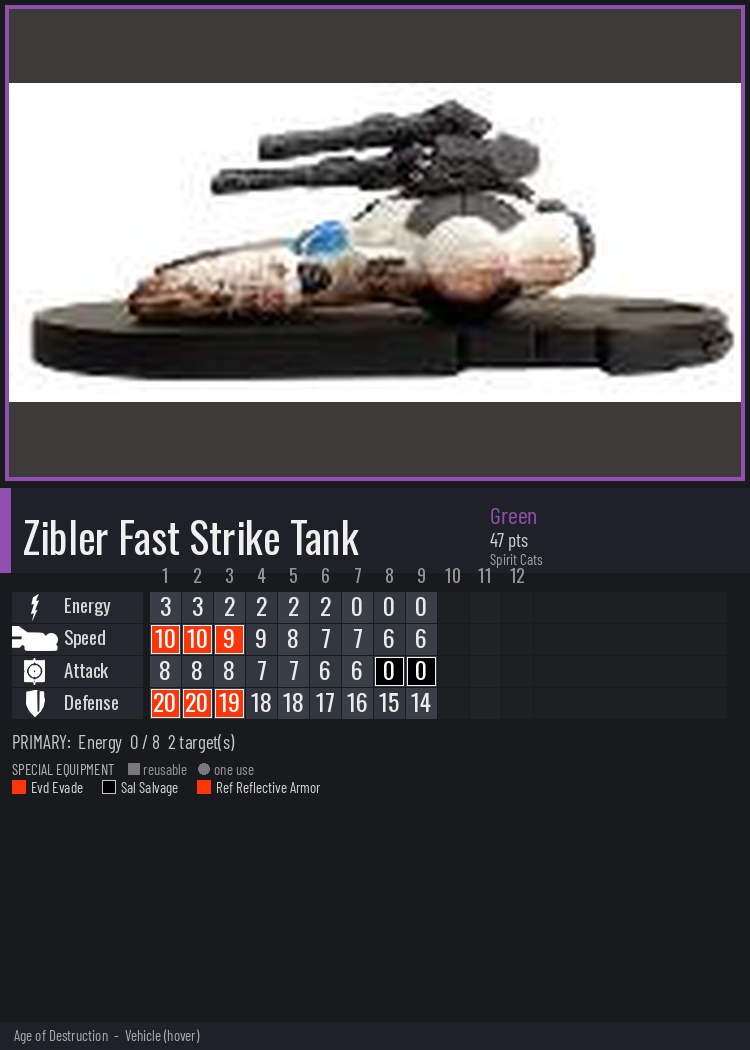 Zibler Fast Strike Tank
Green
47 pts
Spirit Cats
1 2 3 4 5 6 7 8 9 10 11 12
Energy 3 3 2 2 2 2 0 0 0
Speed 10 10 9 9 8 7 7 6 6
Attack 8 8 8 7 7 6 6 0 0
Defense 20 20 19 18 18 17 16 15 14
PRIMARY: Energy 0 / 8 2 target(s)
SPECIAL EQUIPMENT reusable one use
Evd Evade Sal Salvage Ref Reflective Armor
Age of Destruction - Vehicle (hover)